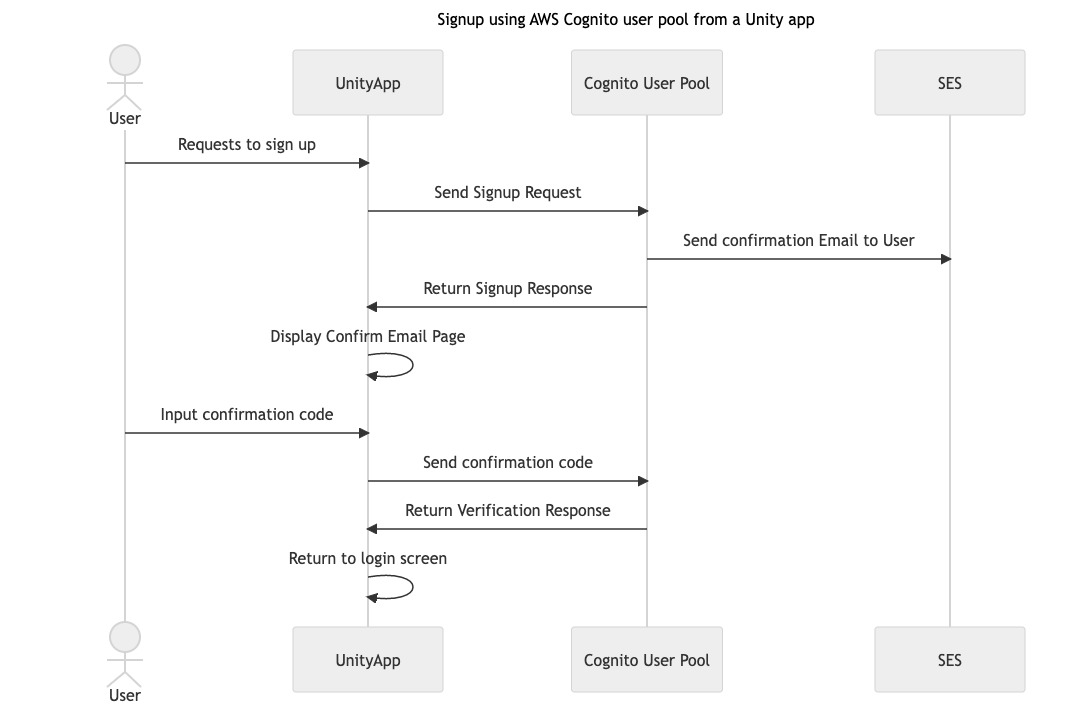 Signup using AWS Cognito user pool from a Unity app
User
UnityApp
Cognito User Pool
SES
Requests to sign up
Send Signup Request
Send confirmation Email to User
Return Signup Response
Display Confirm Email Page
Input confirmation code
Send confirmation code
Return Verification Response
Return to login screen
User
UnityApp
Cognito User Pool
SES